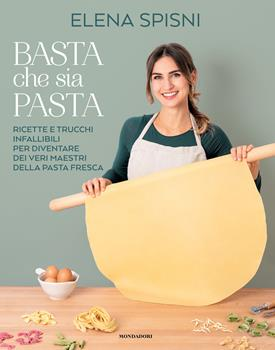 ELENA SPISNI
BASTA
che sia
PASTA
RICETTE E TRUCCHI
INFALLIBILI
PER DIVENTARE
DEI VERI MAESTRI
DELLA PASTA FRESCA
MONDADORI